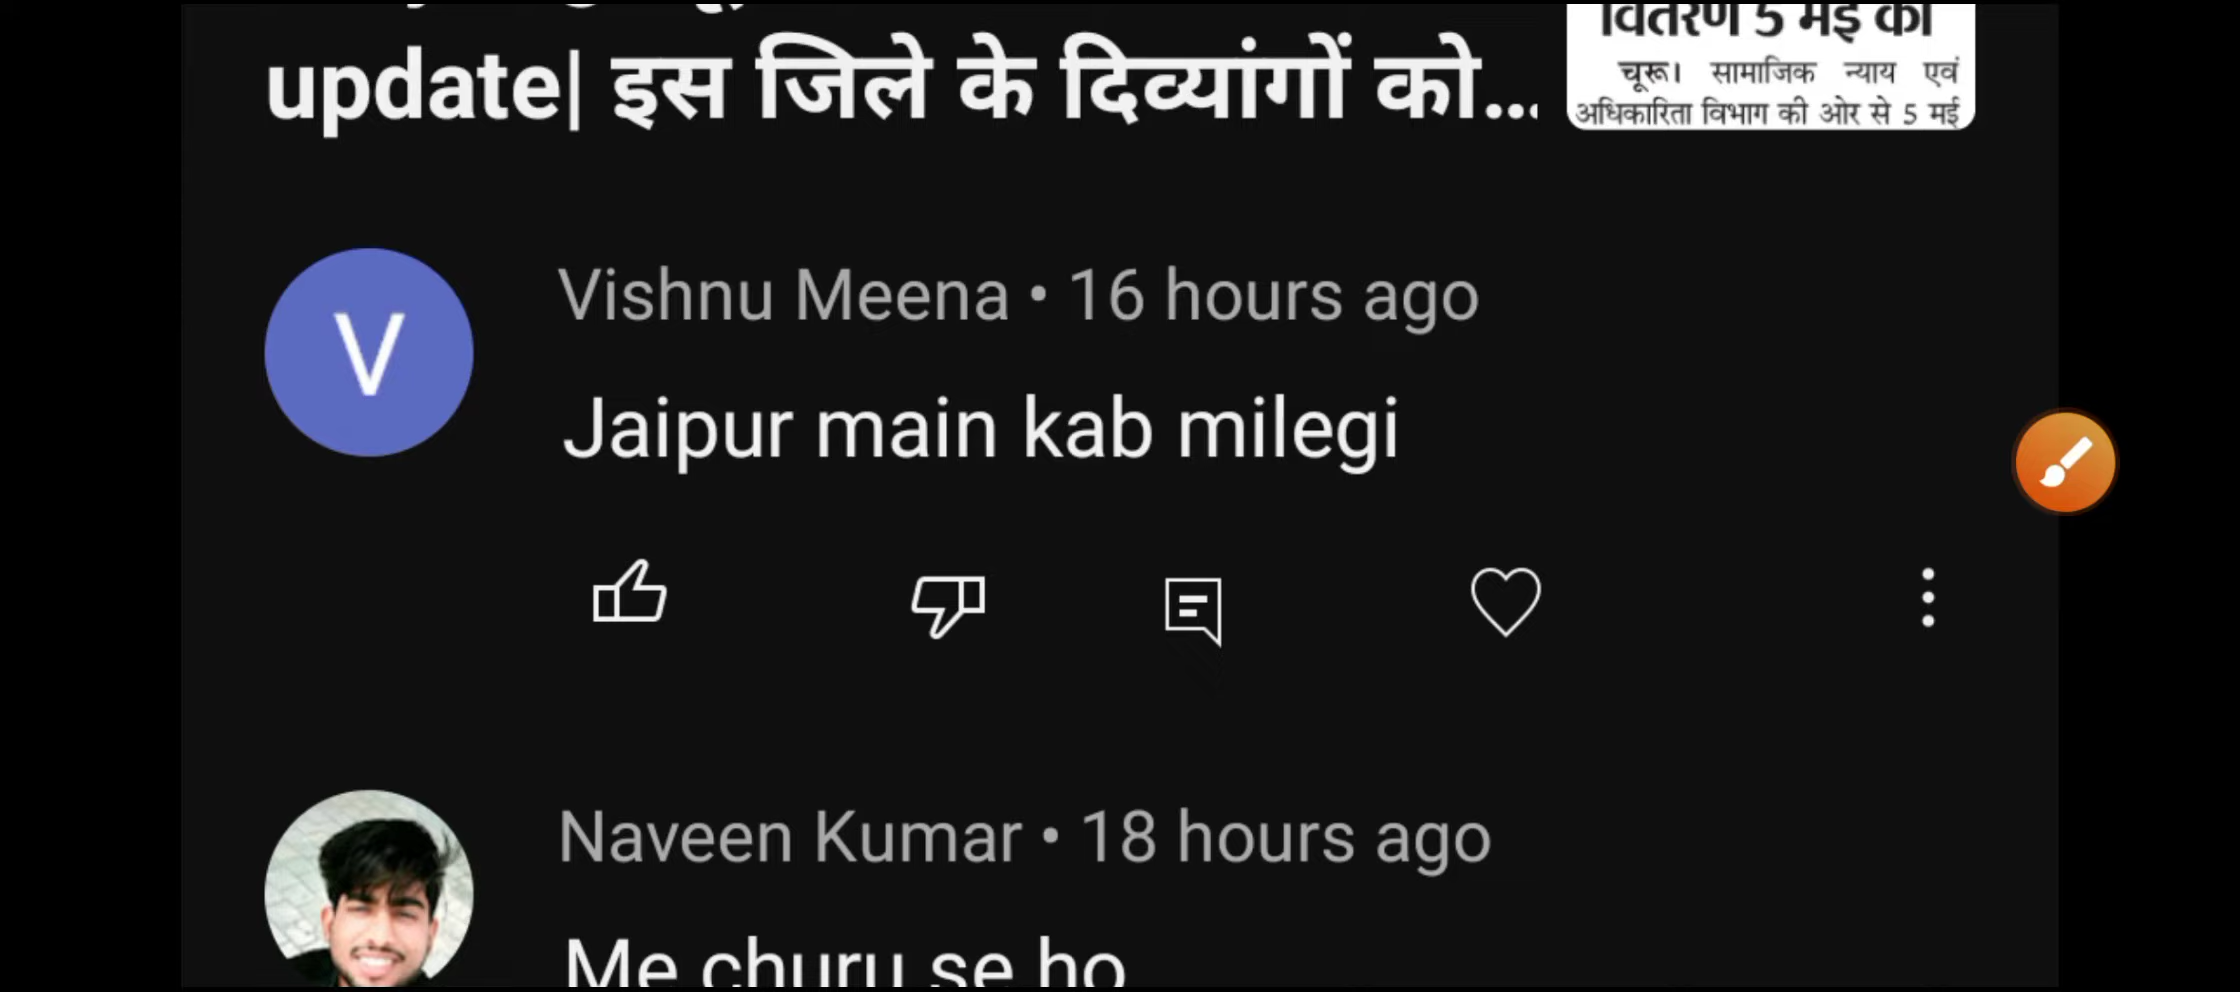 update| इस जिले के दिव्यांगों को...
वितरण 5 मई को
चूरू। सामाजिक न्याय एवं
अधिकारिता विभाग की ओर से 5 मई
V
Vishnu Meena • 16 hours ago
Jaipur main kab milegi
Naveen Kumar • 18 hours ago
Me churu se ho